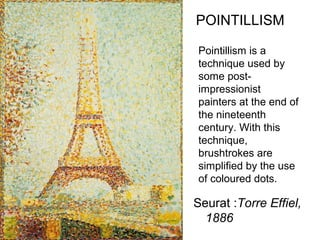 POINTILLISM
Pointillism is a
technique used by
some post-
impressionist
painters at the end of
the nineteenth
century. With this
technique,
brushtrokes are
simplified by the use
of coloured dots.
Seurat :Torre Effiel,
1886